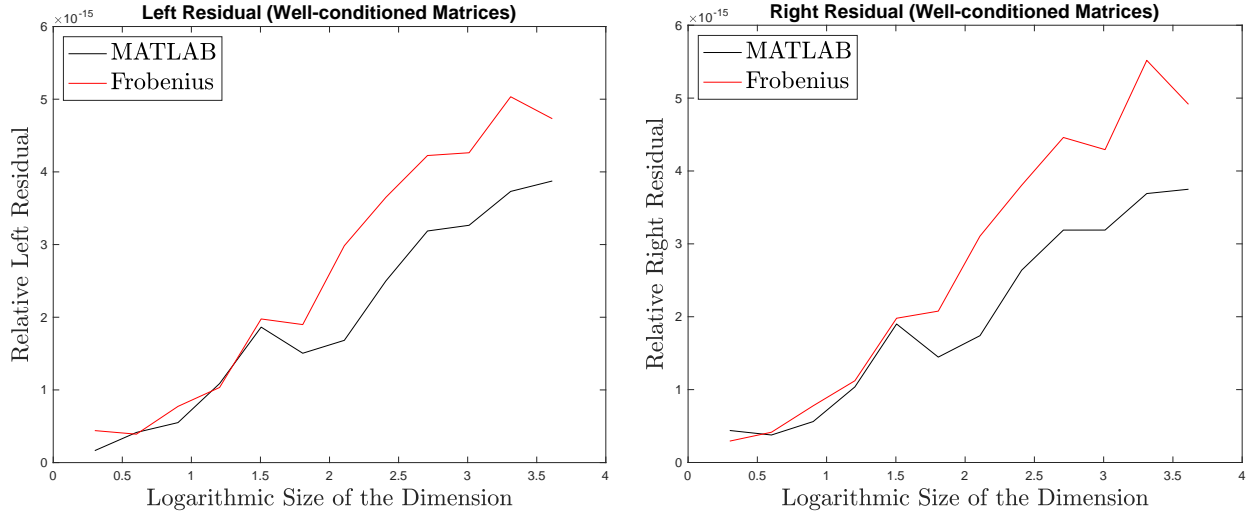 Left Residual (Well-conditioned Matrices)
×10⁻¹⁵
MATLAB
Frobenius
Relative Left Residual
6
5
4
3
2
1
0
0 0.5 1 1.5 2 2.5 3 3.5 4
Logarithmic Size of the Dimension
Right Residual (Well-conditioned Matrices)
×10⁻¹⁵
MATLAB
Frobenius
Relative Right Residual
6
5
4
3
2
1
0
0 0.5 1 1.5 2 2.5 3 3.5 4
Logarithmic Size of the Dimension